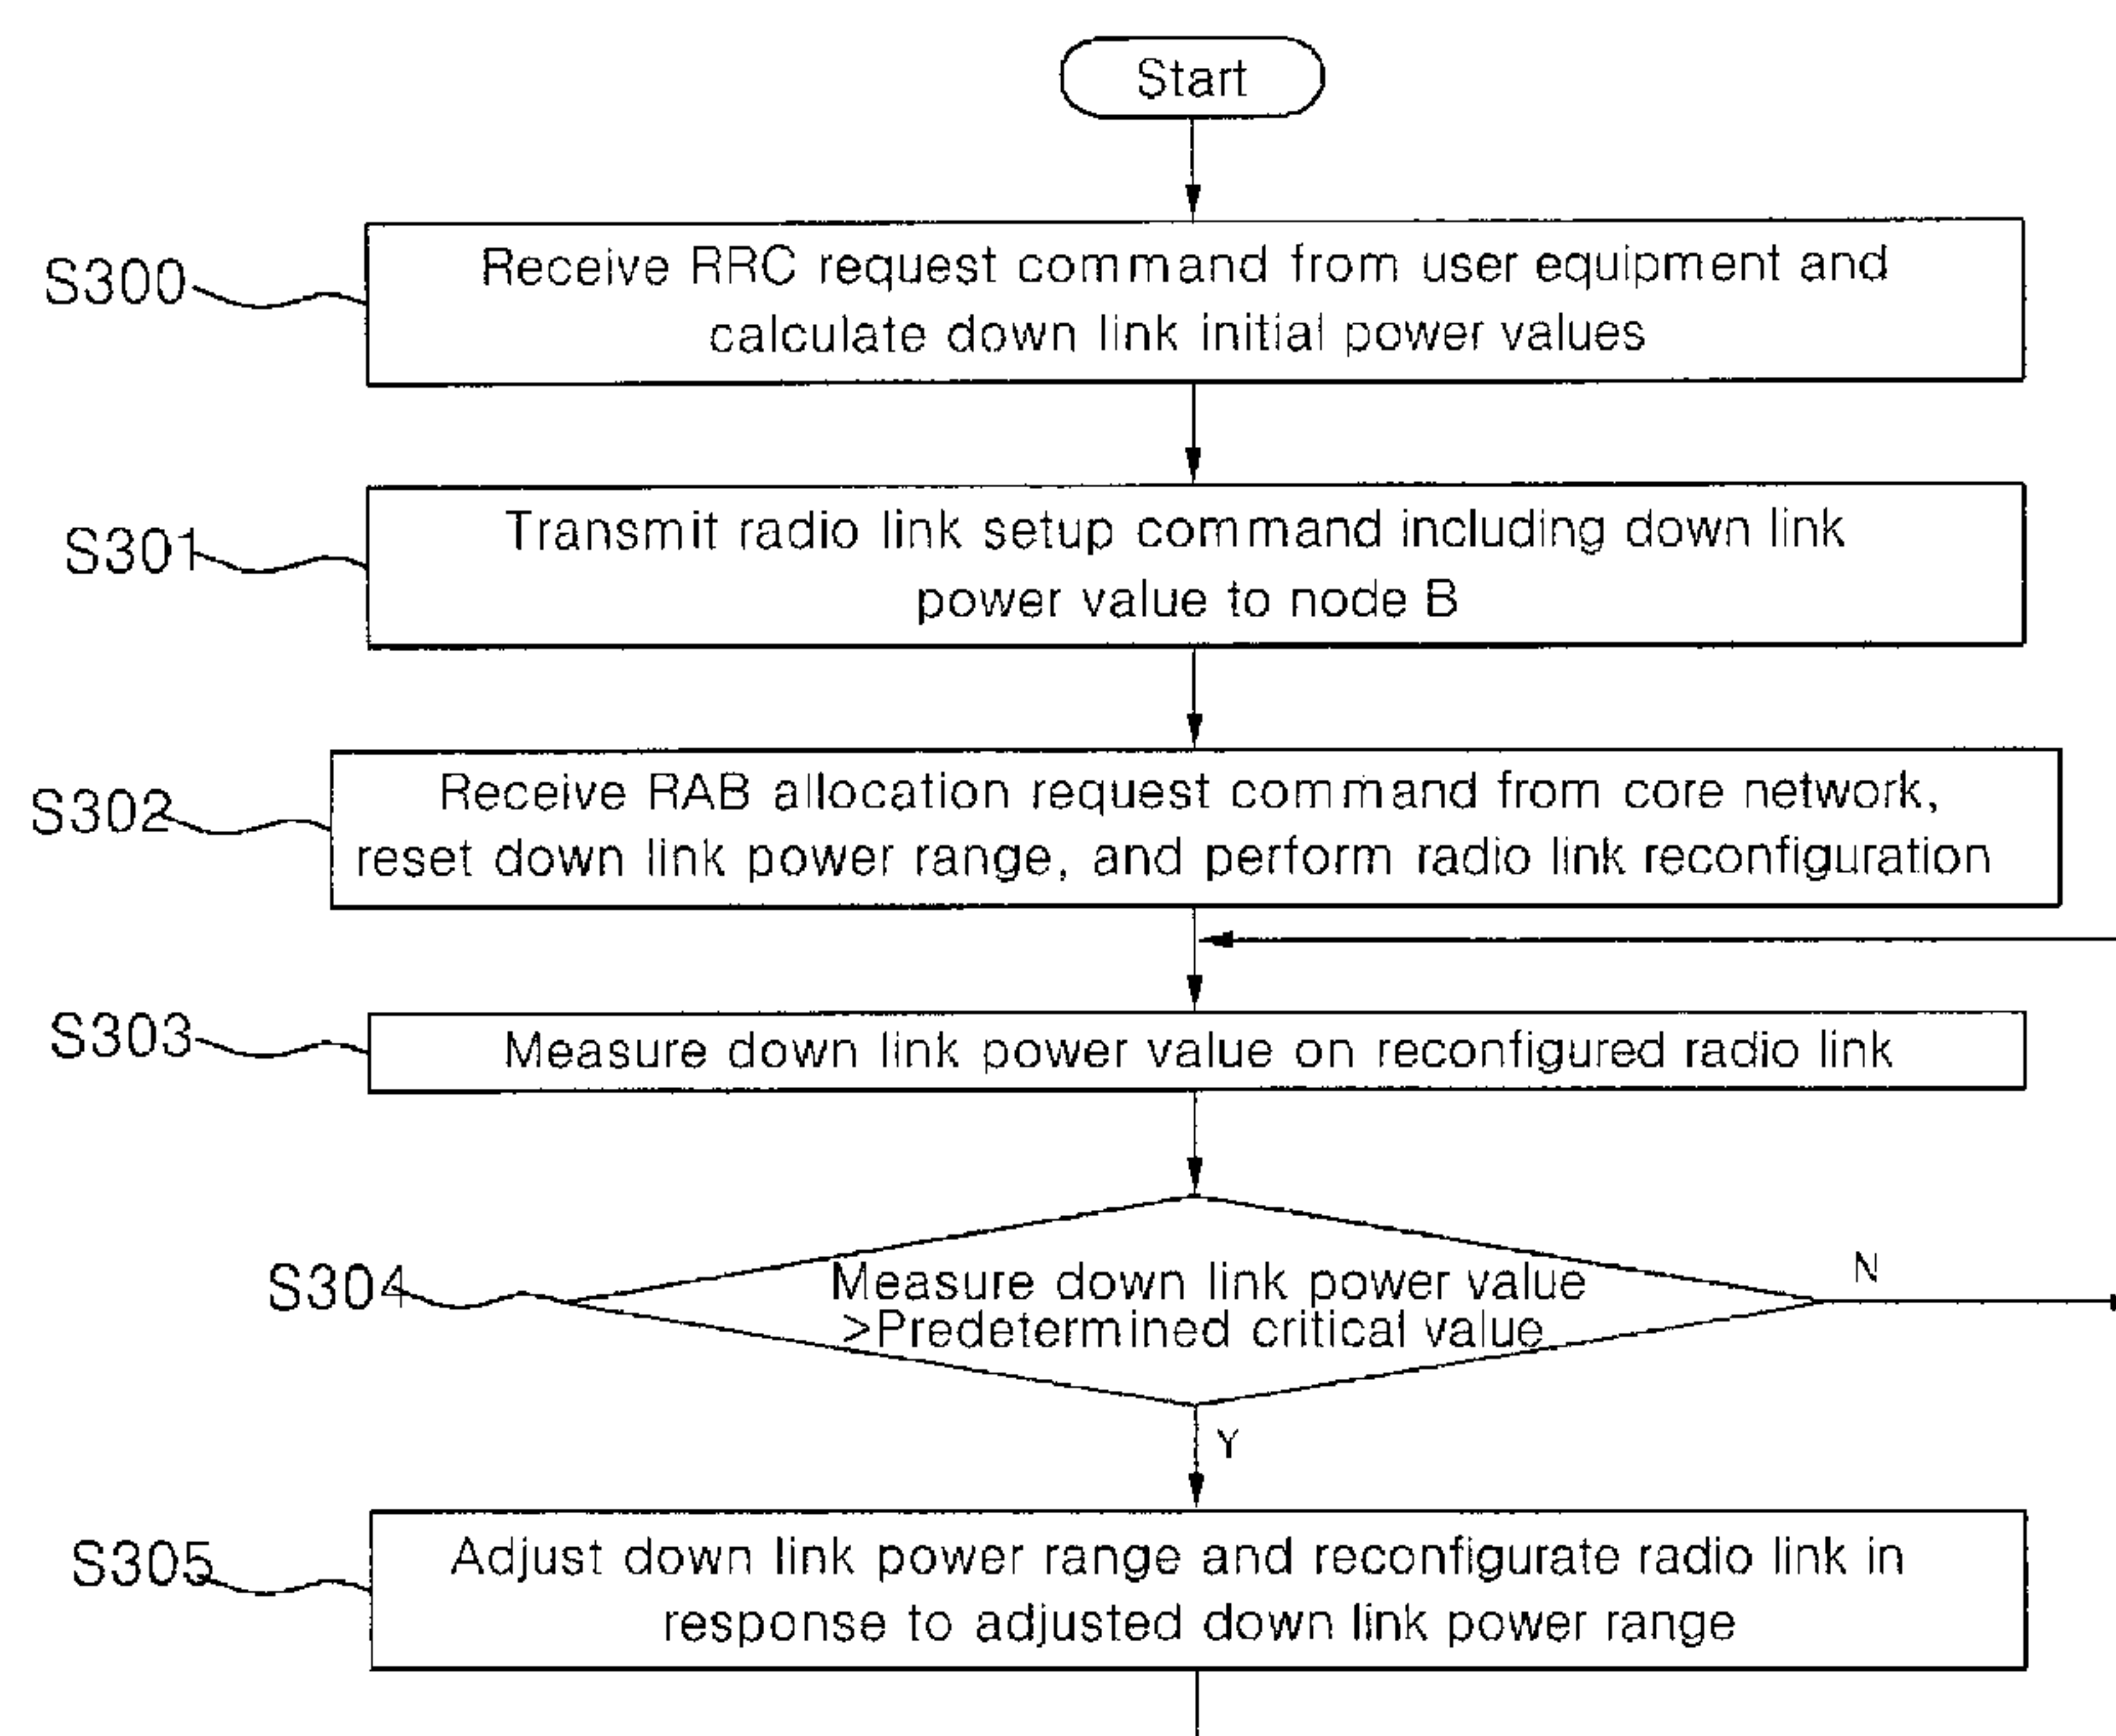 Start
S300
Receive RRC request command from user equipment and
calculate down link initial power values
S301
Transmit radio link setup command including down link
power value to node B
S302
Receive RAB allocation request command from core network,
reset down link power range, and perform radio link reconfiguration
S303
Measure down link power value on reconfigured radio link
S304
Measure down link power value
>Predetermined critical value
N
Y
S305
Adjust down link power range and reconfigurate radio link in
response to adjusted down link power range